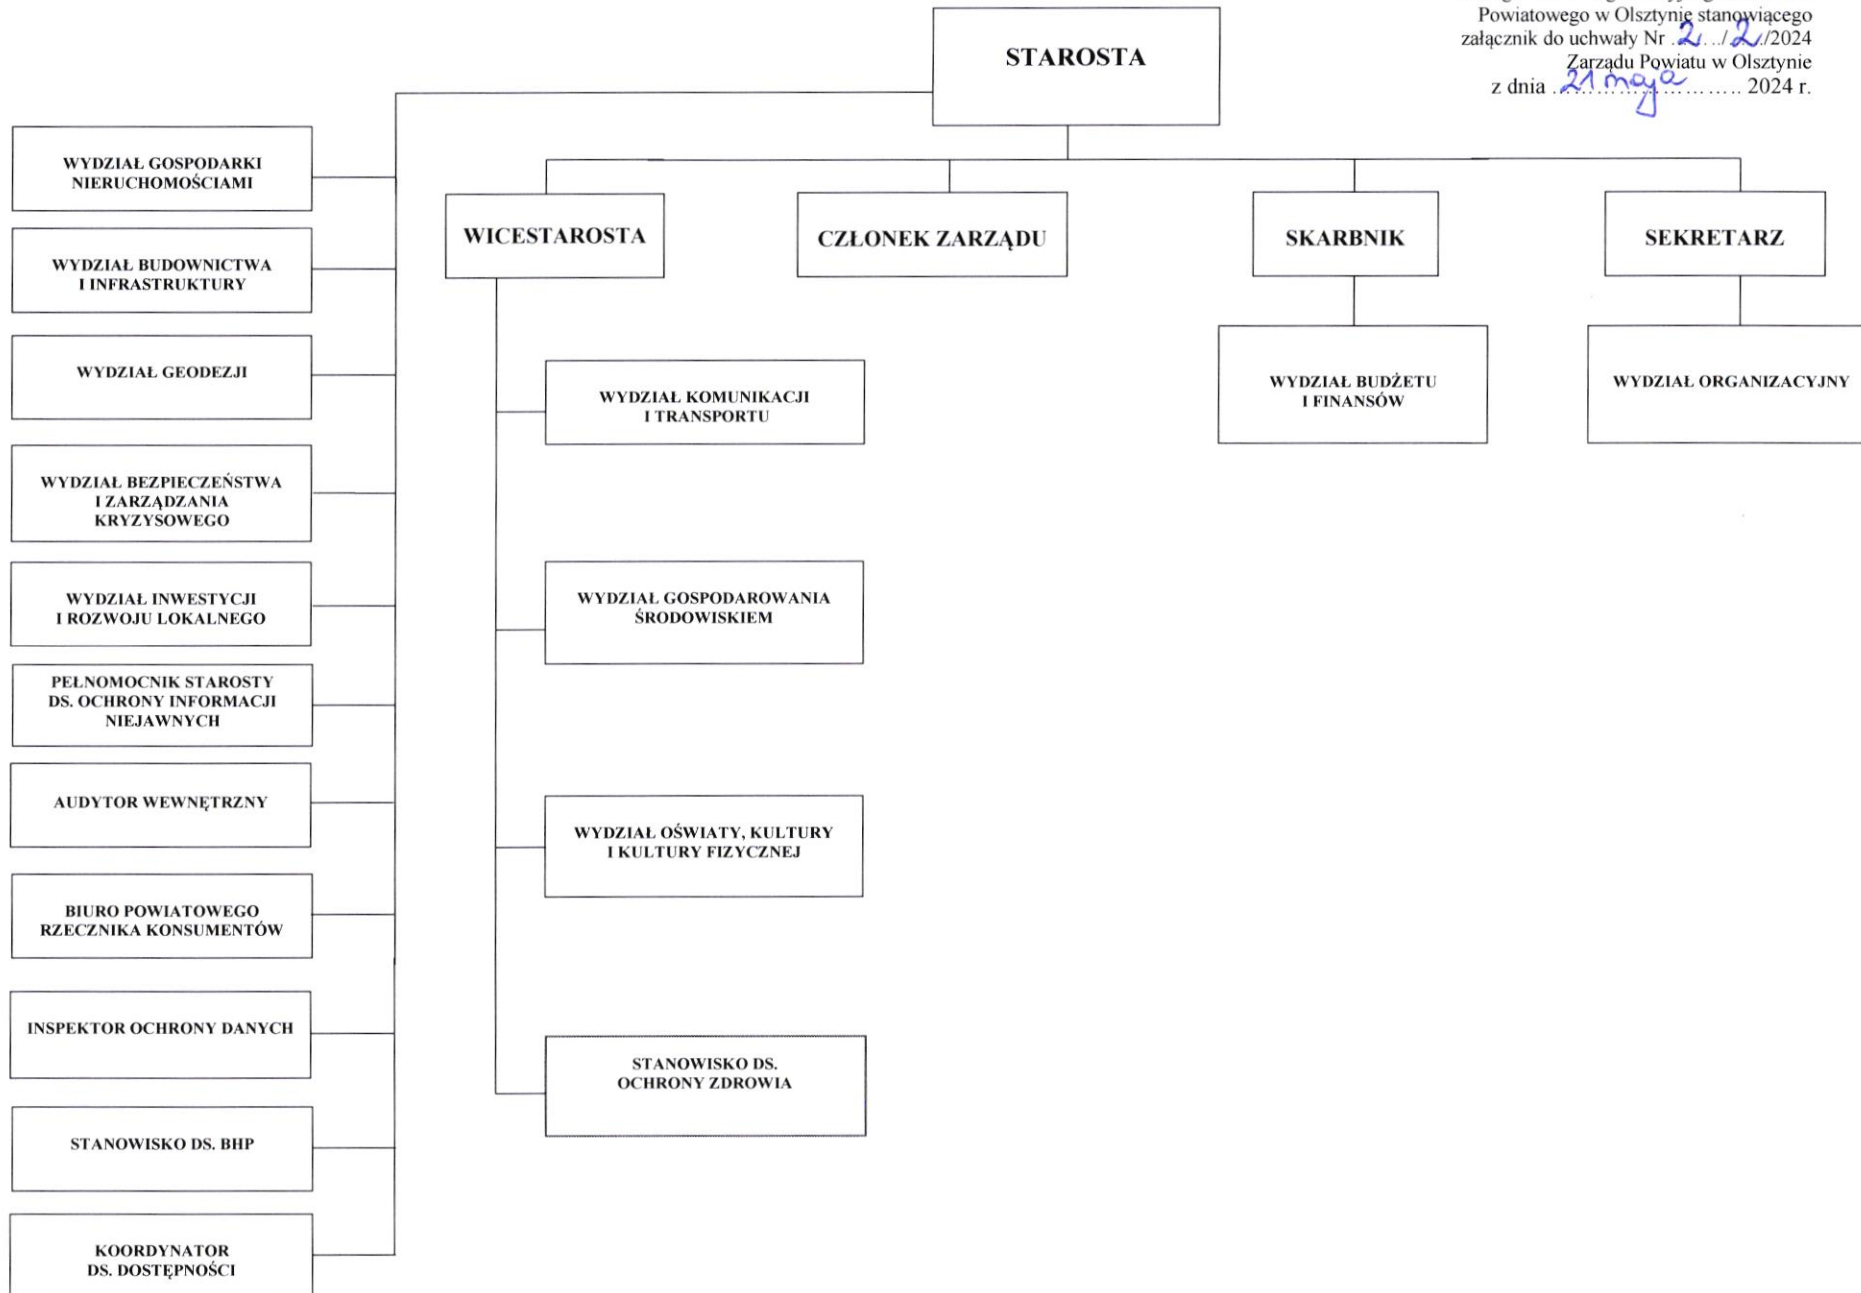 Powiatowego w Olsztynie stanowiącego
załącznik do uchwały Nr .2.../.2./2024
Zarządu Powiatu w Olsztynie
z dnia 21 maja 2024 r.
STAROSTA
WICESTAROSTA
CZŁONEK ZARZĄDU
SKARBNIK
SEKRETARZ
WYDZIAŁ GOSPODARKI
NIERUCHOMOŚCIAMI
WYDZIAŁ BUDOWNICTWA
I INFRASTRUKTURY
WYDZIAŁ GEODEZJI
WYDZIAŁ BEZPIECZEŃSTWA
I ZARZĄDZANIA
KRYZYSOWEGO
WYDZIAŁ INWESTYCJI
I ROZWOJU LOKALNEGO
PEŁNOMOCNIK STAROSTY
DS. OCHRONY INFORMACJI
NIEJAWNYCH
AUDYTOR WEWNĘTRZNY
BIURO POWIATOWEGO
RZECZNIKA KONSUMENTÓW
INSPEKTOR OCHRONY DANYCH
STANOWISKO DS. BHP
KOORDYNATOR
DS. DOSTĘPNOŚCI
WYDZIAŁ KOMUNIKACJI
I TRANSPORTU
WYDZIAŁ GOSPODAROWANIA
ŚRODOWISKIEM
WYDZIAŁ OŚWIATY, KULTURY
I KULTURY FIZYCZNEJ
STANOWISKO DS.
OCHRONY ZDROWIA
WYDZIAŁ BUDŻETU
I FINANSÓW
WYDZIAŁ ORGANIZACYJNY